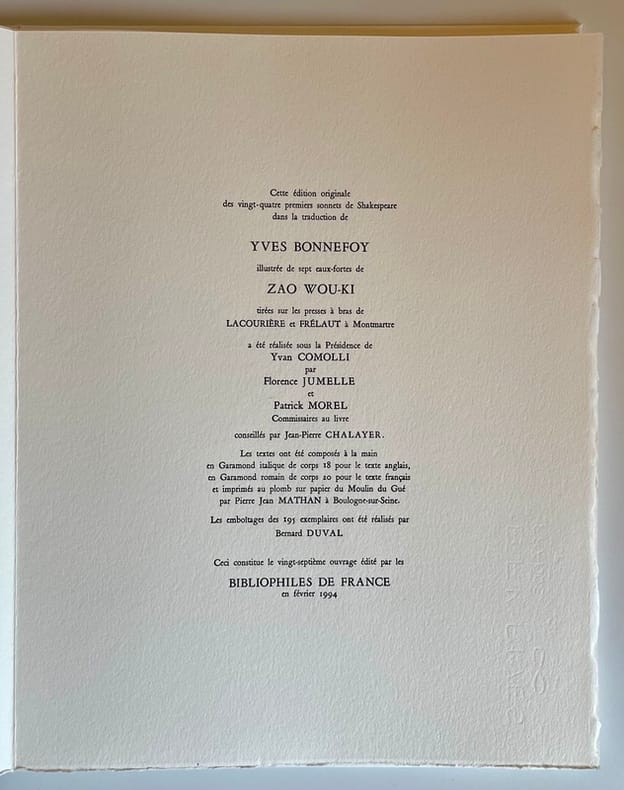 Cette édition originale
des vingt-quatre premiers sonnets de Shakespeare
dans la traduction de
YVES BONNEFOY
illustrée de sept eaux-fortes de
ZAO WOU-KI
tirées sur les presses à bras de
LACOURIÈRE et FRÉLAUT à Montmartre
a été réalisée sous la Présidence de
Yvan COMOLLI
par
Florence JUMELLE
et
Patrick MOREL
Commissaires au livre
conseillés par Jean-Pierre CHALAYER.
Les textes ont été composés à la main
en Garamond italique de corps 18 pour le texte anglais,
en Garamond romain de corps 20 pour le texte français
et imprimés au plomb sur papier du Moulin du Gué
par Pierre Jean MATHAN à Boulogne-sur-Seine.
Les emboîtages des 195 exemplaires ont été réalisés par
Bernard DUVAL
Ceci constitue le vingt-septième ouvrage édité par les
BIBLIOPHILES DE FRANCE
en février 1994